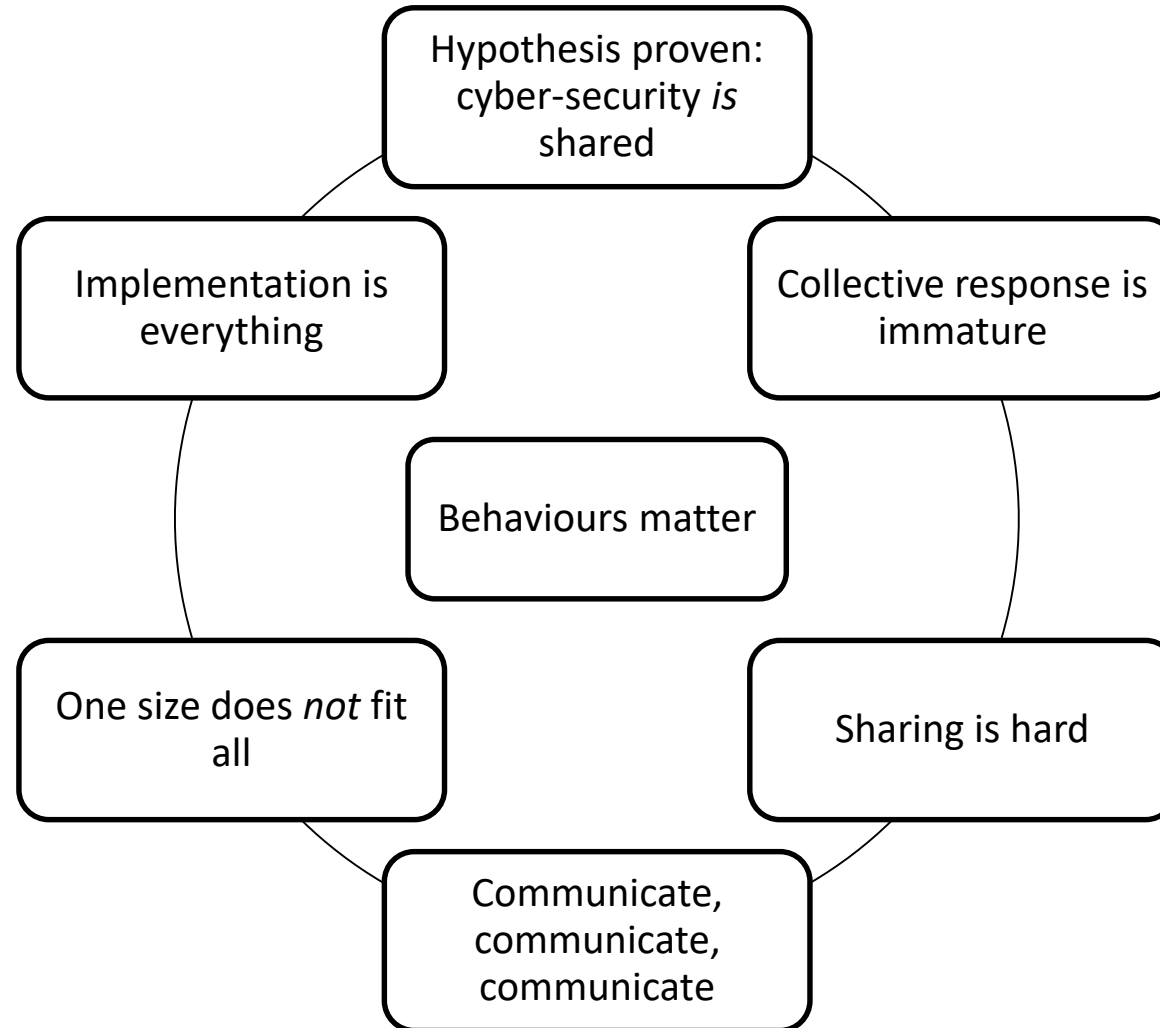 Hypothesis proven:
cyber-security is
shared
Implementation is
everything
Collective response is
immature
Behaviours matter
One size does not fit
all
Sharing is hard
Communicate,
communicate,
communicate